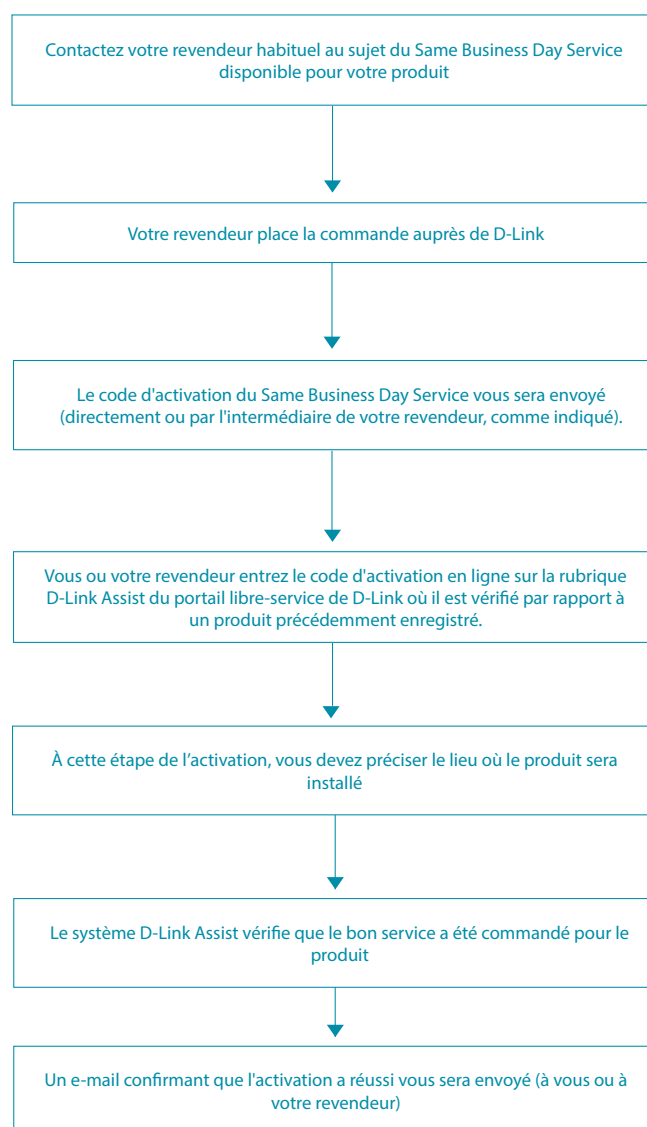 Contactez votre revendeur habituel au sujet du Same Business Day Service
disponible pour votre produit
Votre revendeur place la commande auprès de D-Link
Le code d'activation du Same Business Day Service vous sera envoyé
(directement ou par l'intermédiaire de votre revendeur, comme indiqué).
Vous ou votre revendeur entrez le code d'activation en ligne sur la rubrique
D-Link Assist du portail libre-service de D-Link où il est vérifié par rapport à
un produit précédemment enregistré.
À cette étape de l’activation, vous devez préciser le lieu où le produit sera
installé
Le système D-Link Assist vérifie que le bon service a été commandé pour le
produit
Un e-mail confirmant que l'activation a réussi vous sera envoyé (à vous ou à
votre revendeur)